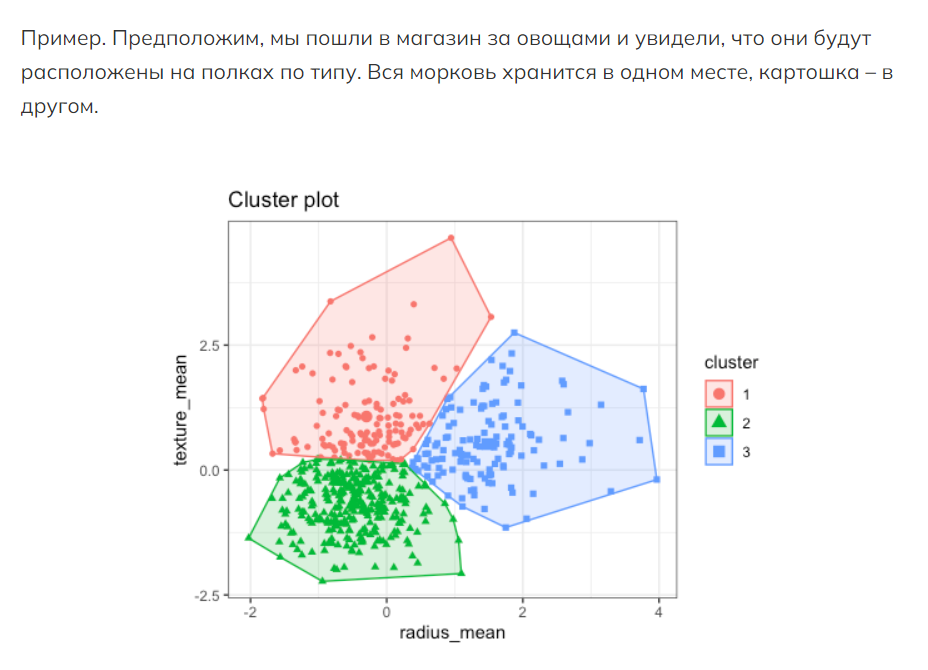 Пример. Предположим, мы пошли в магазин за овощами и увидели, что они будут
расположены на полках по типу. Вся морковь хранится в одном месте, картошка – в
другом.
Cluster plot
texture_mean
2.5
0.0
-2.5
-2
0
2
4
radius_mean
cluster
1
2
3